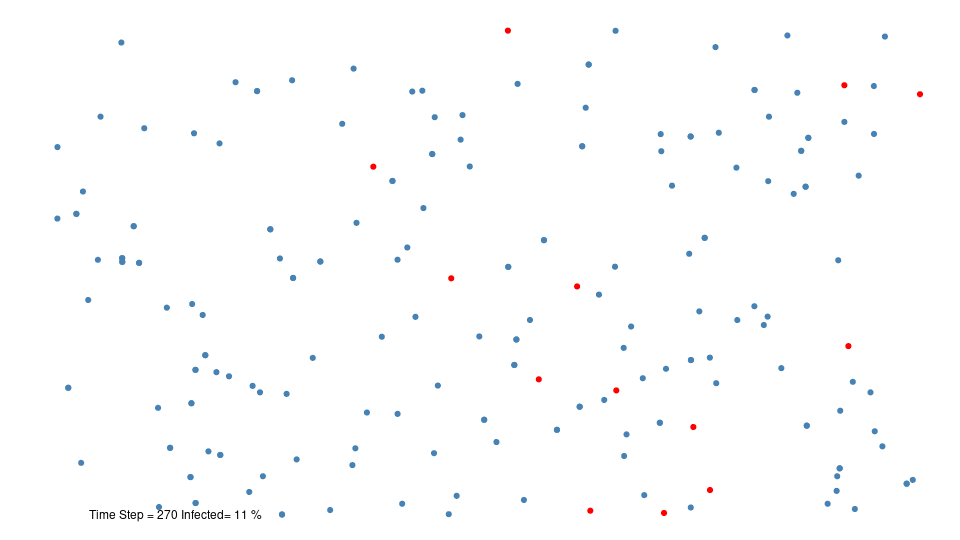 Time Step = 270 Infected= 11 %